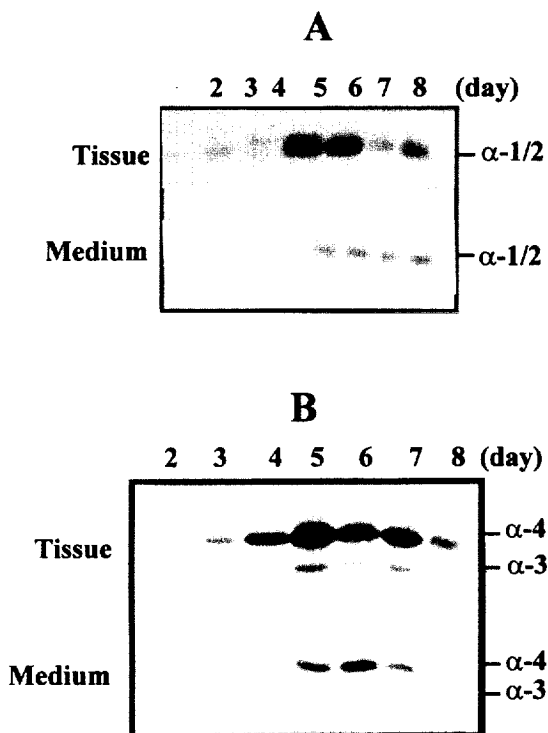 A
2 3 4 5 6 7 8 (day)
Tissue α-1/2
Medium α-1/2
B
2 3 4 5 6 7 8 (day)
Tissue α-4
α-3
Medium α-4
α-3